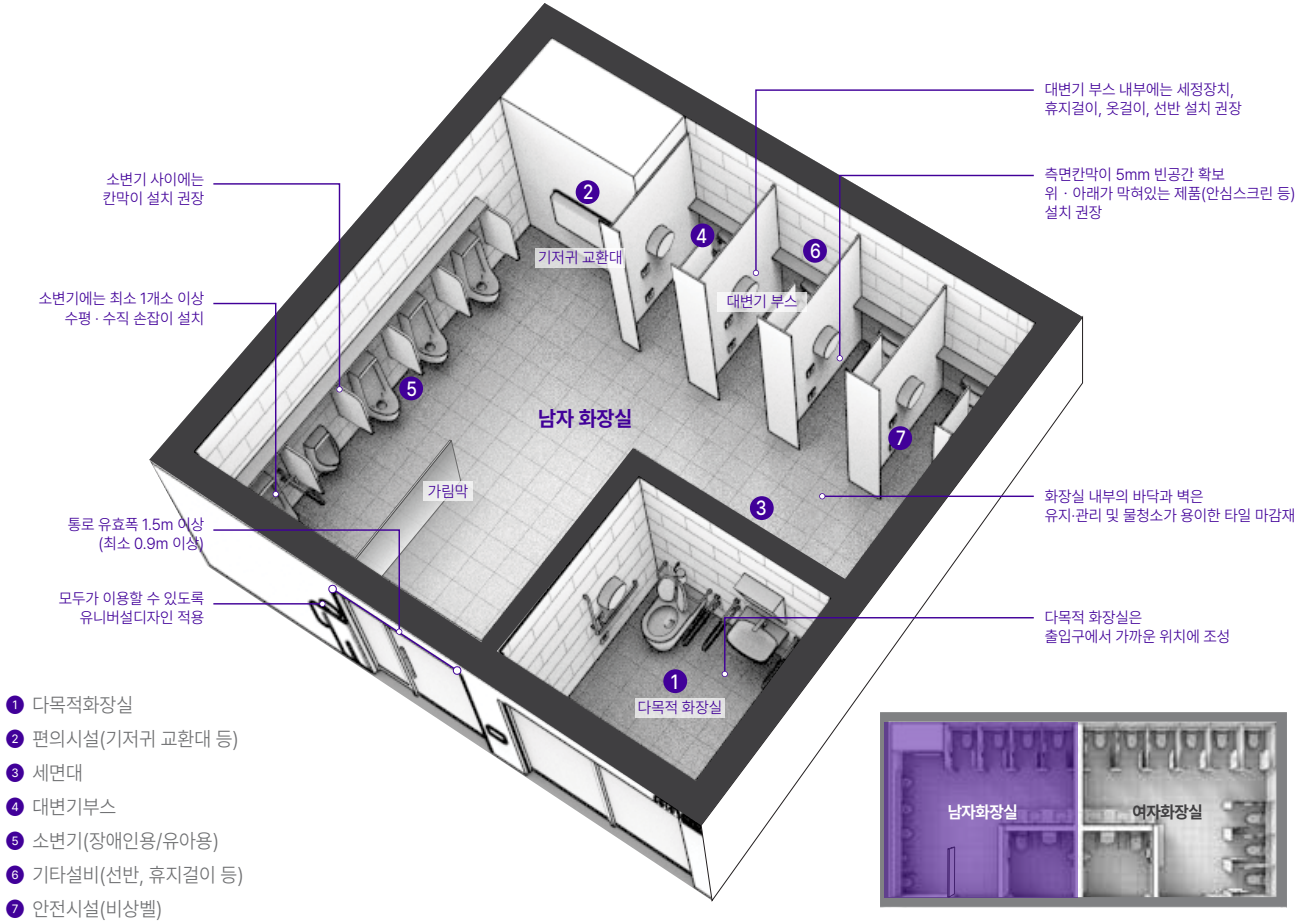 대변기 부스 내부에는 세정장치,
휴지걸이, 옷걸이, 선반 설치 권장
측면칸막이 5mm 빈공간 확보
위 · 아래가 막혀있는 제품(안심스크린 등)
설치 권장
소변기 사이에는
칸막이 설치 권장
소변기에는 최소 1개소 이상
수평 · 수직 손잡이 설치
2
기저귀 교환대
4
6
대변기 부스
5
남자 화장실
7
가림막
3
통로 유효폭 1.5m 이상
(최소 0.9m 이상)
모두가 이용할 수 있도록
유니버설디자인 적용
화장실 내부의 바닥과 벽은
유지·관리 및 물청소가 용이한 타일 마감재
다목적 화장실은
출입구에서 가까운 위치에 조성
1
다목적 화장실
1 다목적화장실
2 편의시설(기저귀 교환대 등)
3 세면대
4 대변기부스
5 소변기(장애인용/유아용)
6 기타설비(선반, 휴지걸이 등)
7 안전시설(비상벨)
남자화장실
여자화장실